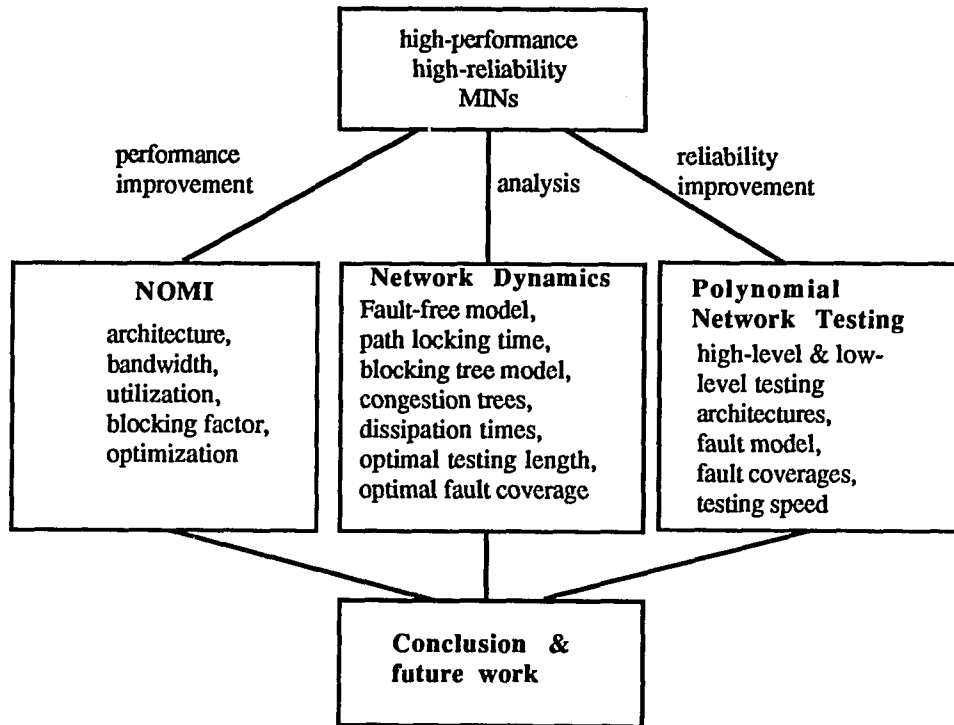 high-performance
high-reliability
MINs
performance
improvement
analysis
reliability
improvement
NOMI
architecture,
bandwidth,
utilization,
blocking factor,
optimization
Network Dynamics
Fault-free model,
path locking time,
blocking tree model,
congestion trees,
dissipation times,
optimal testing length,
optimal fault coverage
Polynomial
Network Testing
high-level & low-
level testing
architectures,
fault model,
fault coverages,
testing speed
Conclusion &
future work